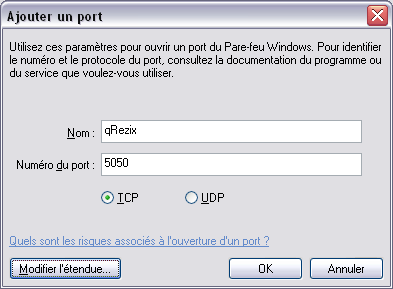 Ajouter un port
Utilisez ces paramètres pour ouvrir un port du Pare-feu Windows. Pour identifier
le numéro et le protocole du port, consultez la documentation du programme ou
du service que voulez-vous utiliser.
Nom : qRezix
Numéro du port : 5050
TCP UDP
Quels sont les risques associés à l'ouverture d'un port ?
Modifier l'étendue... OK Annuler